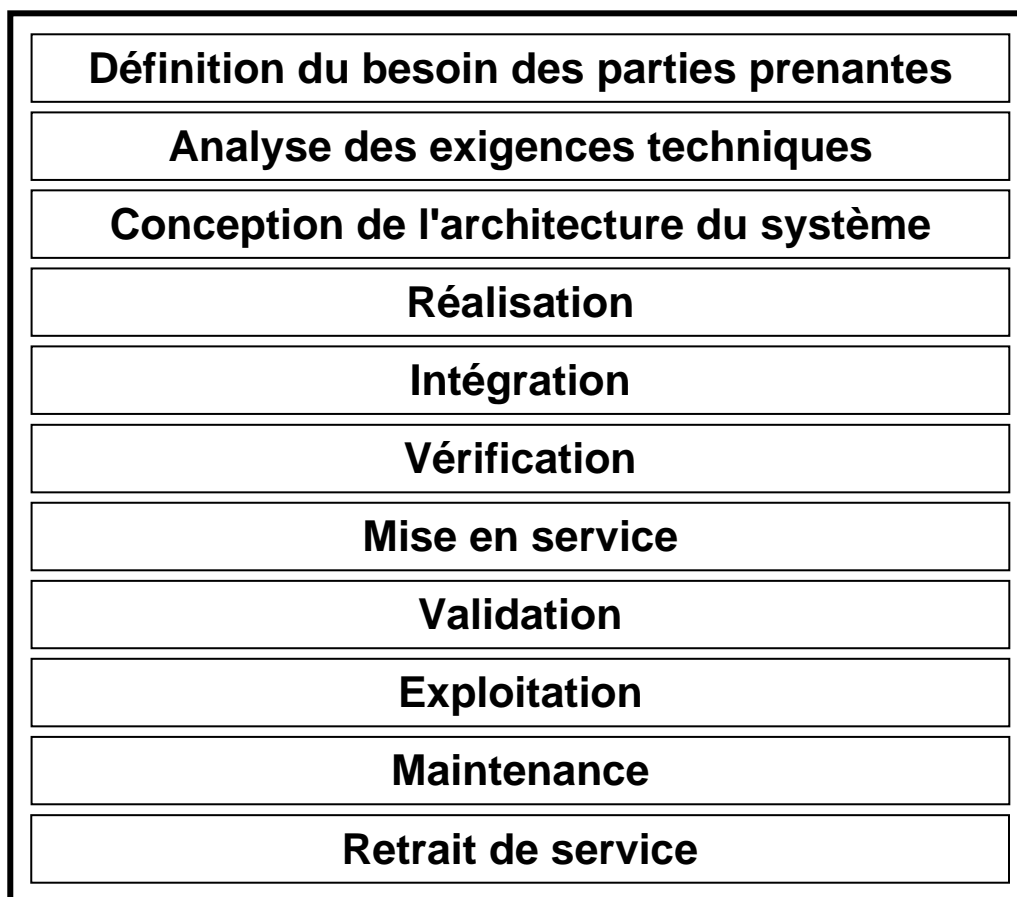 Définition du besoin des parties prenantes
Analyse des exigences techniques
Conception de l'architecture du système
Réalisation
Intégration
Vérification
Mise en service
Validation
Exploitation
Maintenance
Retrait de service